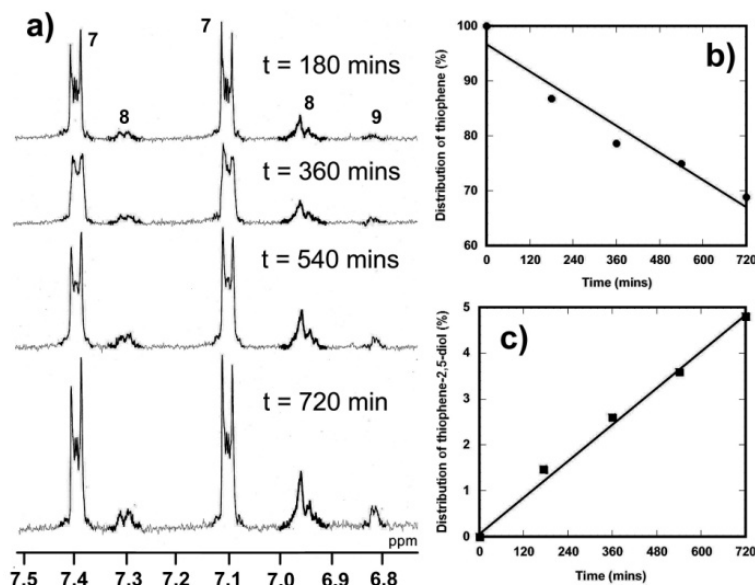 a)
7
7
t = 180 mins
8
8
9
t = 360 mins
t = 540 mins
t = 720 min
ppm
7.5 7.4 7.3 7.2 7.1 7.0 6.9 6.8
b)
Distribution of thiophene (%)
100
90
80
70
60
0 120 240 360 480 600 720
Time (mins)
c)
Distribution of thiophene-2,5-diol (%)
5
4
3
2
1
0
0 120 240 360 480 600 720
Time (mins)